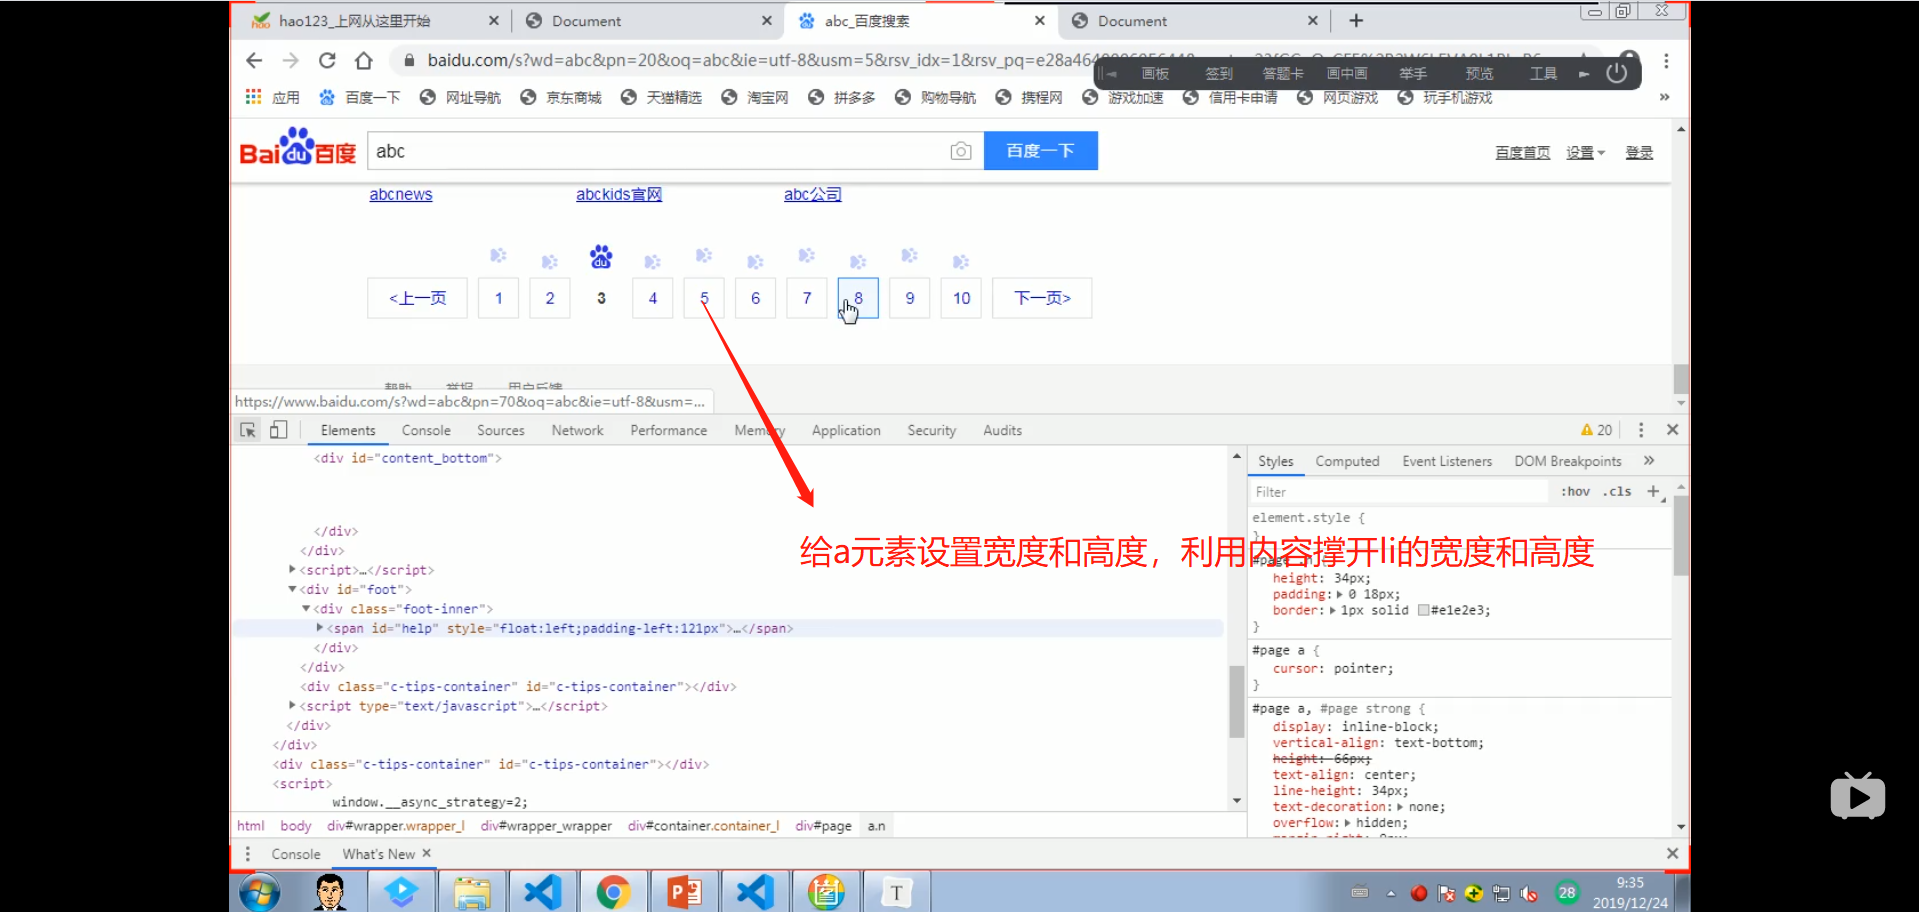 hao123_上网从这里开始
Document
abc_百度搜索
Document
baidu.com/s?wd=abc&pn=20&oq=abc&ie=utf-8&usm=5&rsv_idx=1&rsv_pq=e28a464
画板 签到 答题卡 画中画 举手 预览 工具
应用 百度一下 网址导航 京东商城 天猫精选 淘宝网 拼多多 购物导航 携程网 游戏加速 信用卡申请 网页游戏 玩手机游戏 »
Bai du 百度 abc 百度一下 百度首页 设置 登录
abcnews abckids官网 abc公司
du
<上一页 1 2 3 4 5 6 7 8 9 10 下一页>
帮助 举报 用户反馈
https://www.baidu.com/s?wd=abc&pn=70&oq=abc&ie=utf-8&usm=...
Elements Console Sources Network Performance Memory Application Security Audits 20
<div id="content_bottom">
</div>
</div>
<script>…</script>
<div id="foot">
<div class="foot-inner">
<span id="help" style="float:left;padding-left:121px">…</span>
</div>
</div>
<div class="c-tips-container" id="c-tips-container"></div>
<script type="text/javascript">…</script>
</div>
</div>
<div class="c-tips-container" id="c-tips-container"></div>
<script>
window.__async_strategy=2;
html body div#wrapper.wrapper_l div#wrapper_wrapper div#container.container_l div#page a.n
给a元素设置宽度和高度，利用内容撑开li的宽度和高度
Styles Computed Event Listeners DOM Breakpoints »
Filter :hov .cls +
element.style {
}
#page .n {
height: 34px;
padding: 0 18px;
border: 1px solid #e1e2e3;
}
#page a {
cursor: pointer;
}
#page a, #page strong {
display: inline-block;
vertical-align: text-bottom;
height: 66px;
text-align: center;
line-height: 34px;
text-decoration: none;
overflow: hidden;
Console What's New
T
28
9:35
2019/12/24